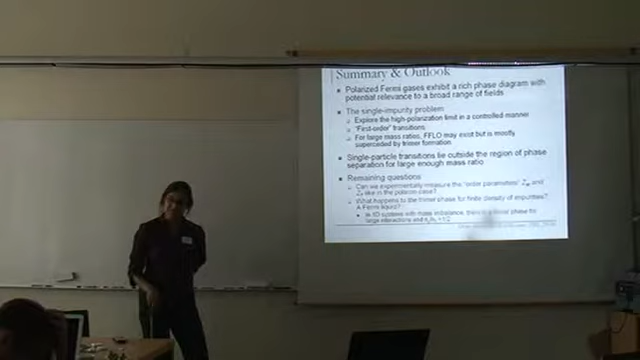 Summary & Outlook
Polarized Fermi gases exhibit a rich phase diagram with
potential relevance to a broad range of fields
The single-impurity problem
Explore the high-polarization limit in a controlled manner
"First-order" transitions
For large mass ratios, FFLO may exist but is mostly
superceded by trimer formation
Single-particle transitions lie outside the region of phase
separation for large enough mass ratio
Remaining questions
Can we experimentally measure the "order parameters" and
like in the polaron case?
What happens to the trimer phase for finite density of impurities?
A Fermi liquid?
In 1D systems with mass imbalance, there is a trimer phase for
large interactions and